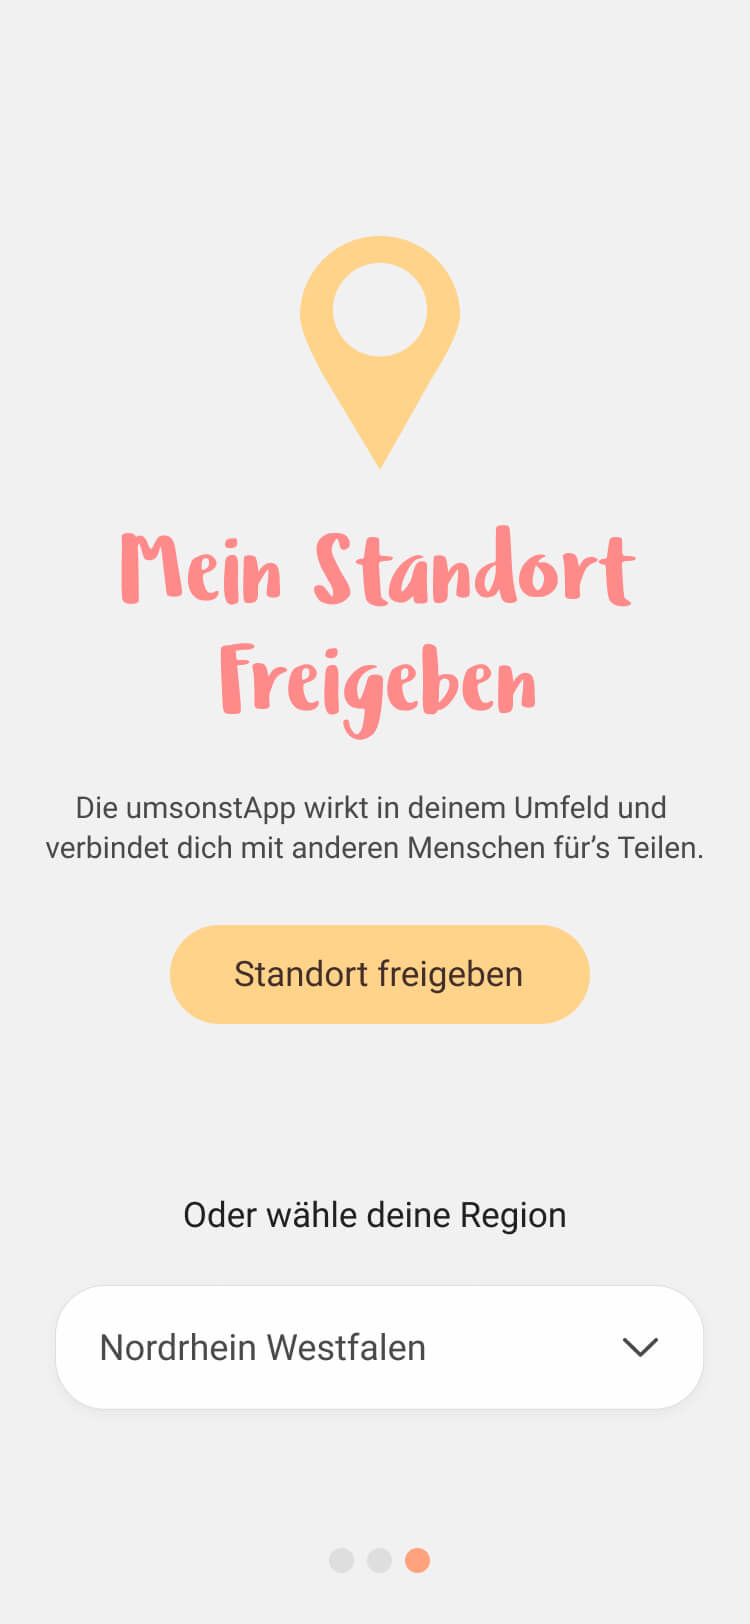 Mein Standort
Freigeben
Die umsonstApp wirkt in deinem Umfeld und
verbindet dich mit anderen Menschen für’s Teilen.
Standort freigeben
Oder wähle deine Region
Nordrhein Westfalen